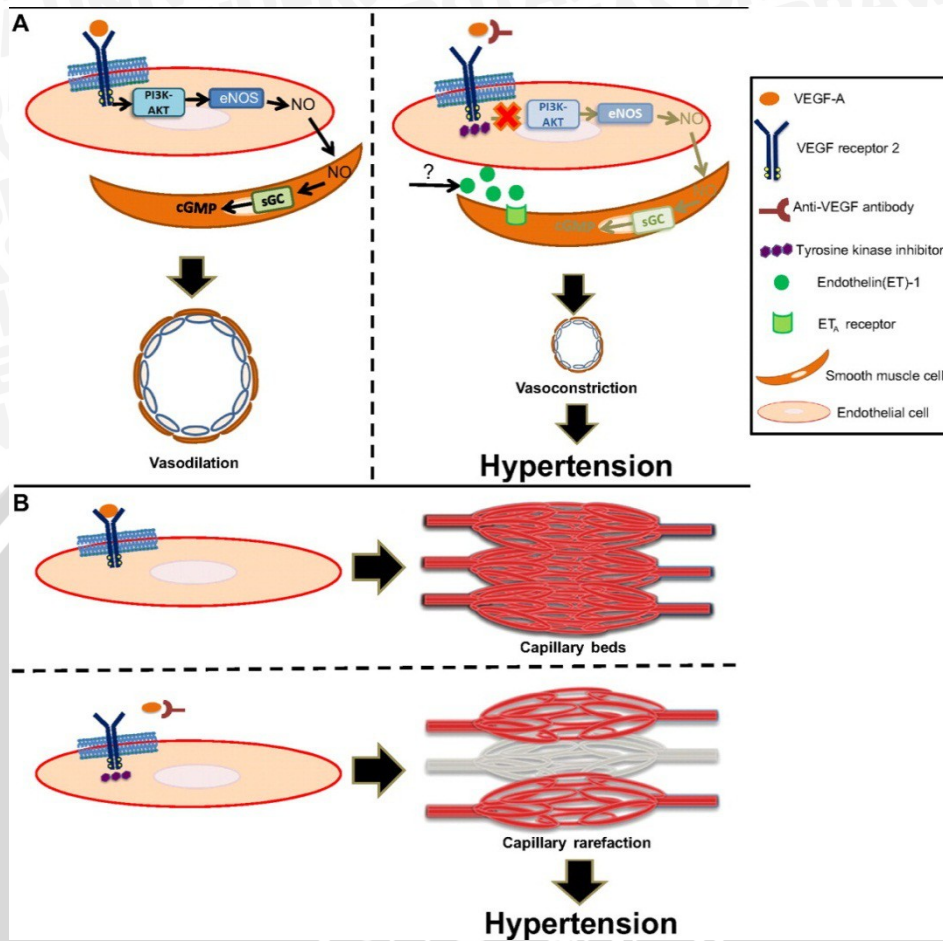 A
PI3K-
AKT
eNOS
NO
NO
sGC
cGMP
Vasodilation
PI3K-
AKT
eNOS
NO
?
sGC
cGMP
Vasoconstriction
Hypertension
VEGF-A
VEGF receptor 2
Anti-VEGF antibody
Tyrosine kinase inhibitor
Endothelin(ET)-1
ETA receptor
Smooth muscle cell
Endothelial cell
B
Capillary beds
Capillary rarefaction
Hypertension